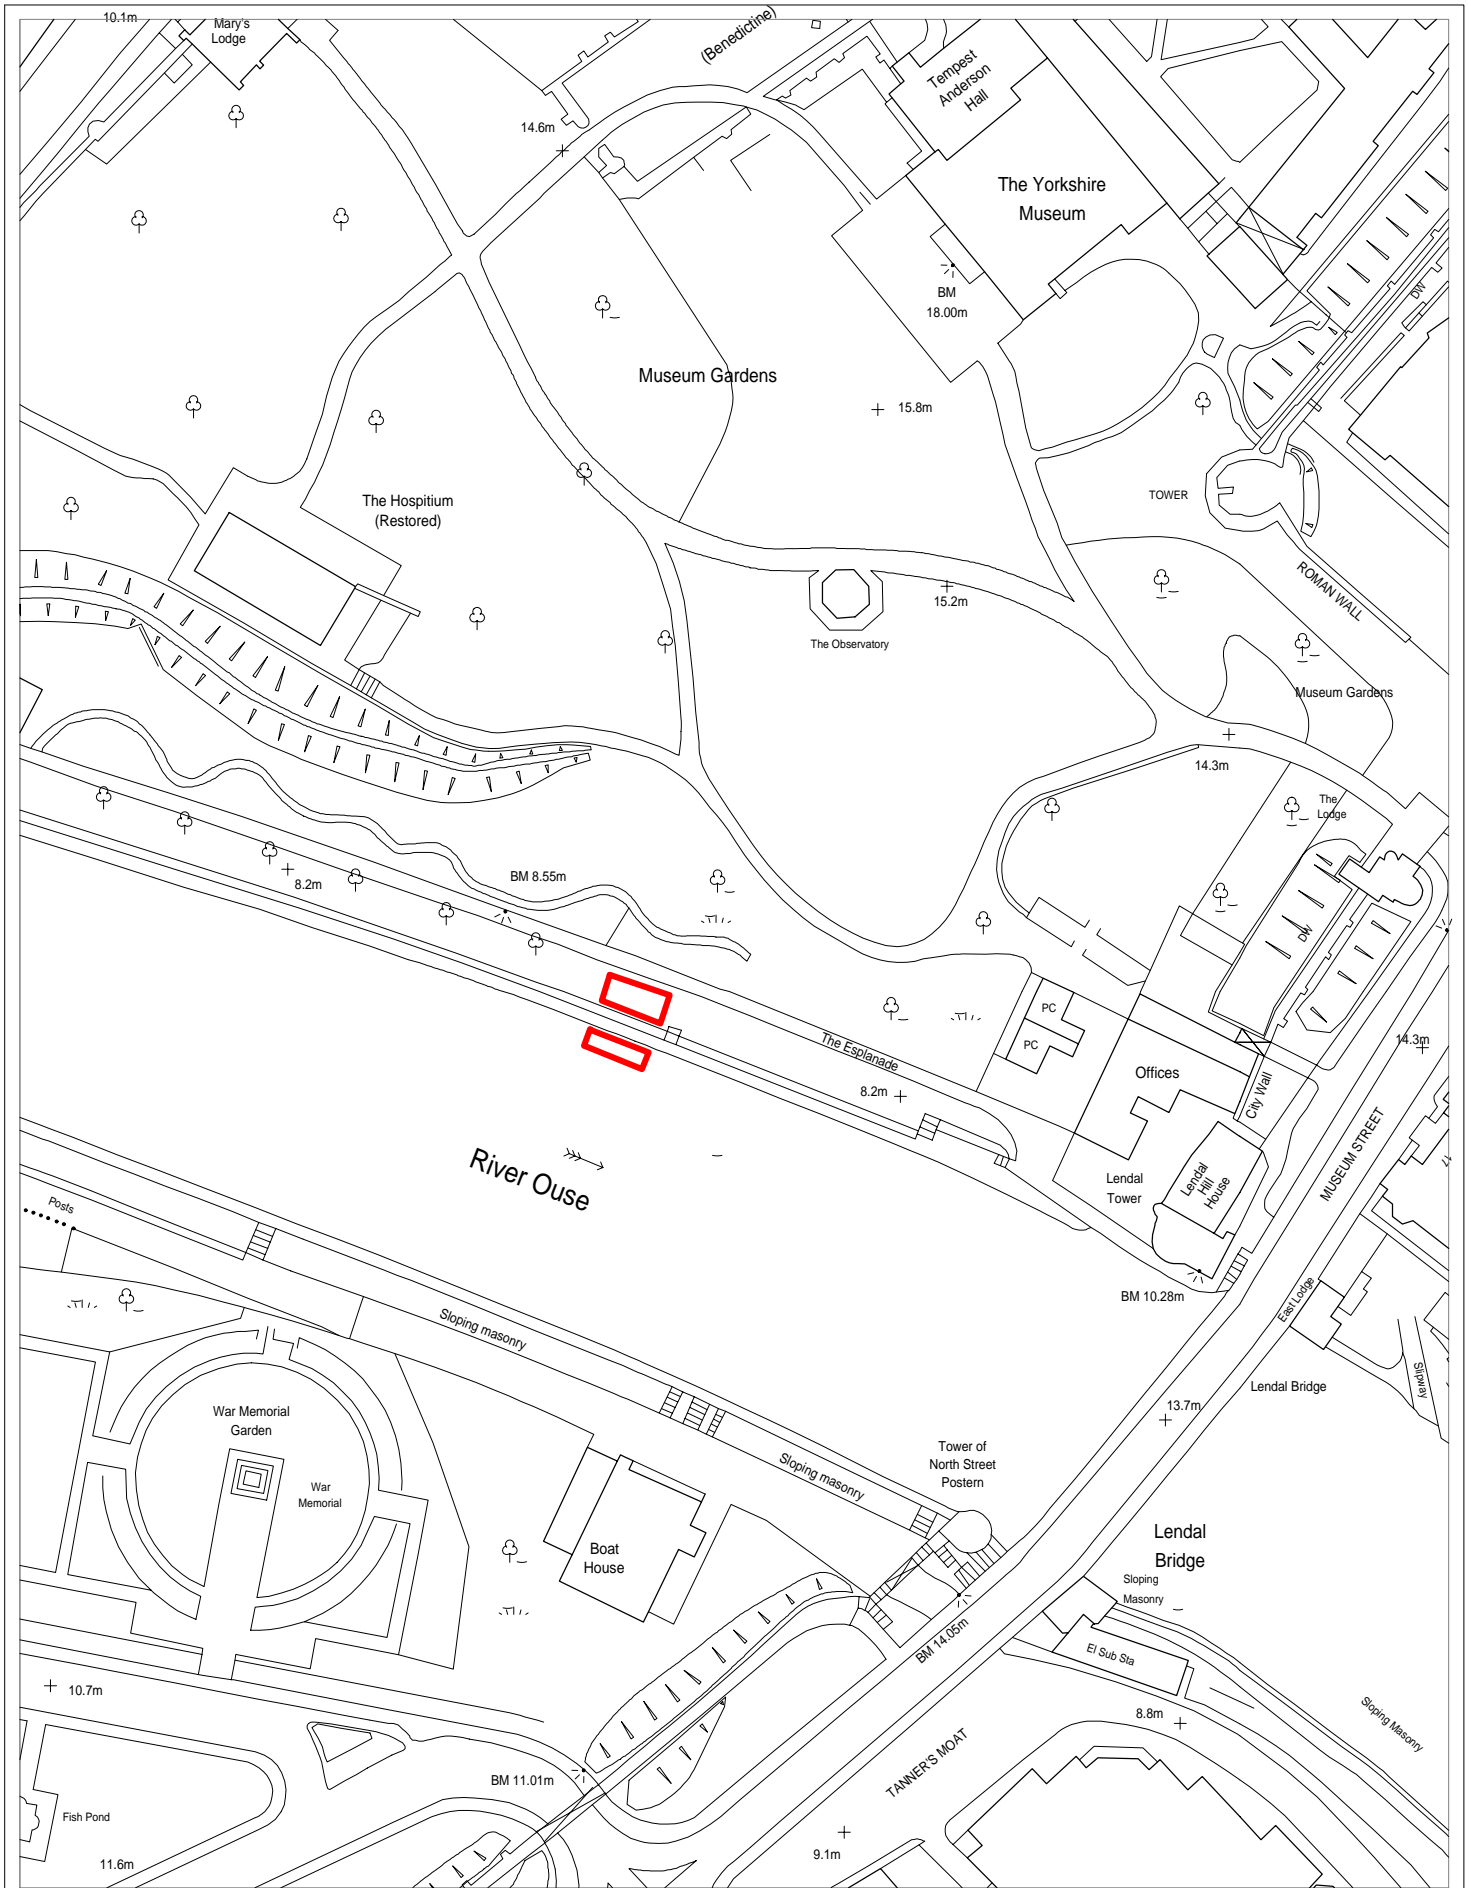 10.1m
Mary's
Lodge
(Benedictine)
Tempest
Anderson
Hall
14.6m
The Yorkshire
Museum
BM
18.00m
DW
Museum Gardens
15.8m
TOWER
The Hospitium
(Restored)
ROMAN WALL
15.2m
The Observatory
Museum Gardens
14.3m
The
Lodge
BM 8.55m
8.2m
DW
PC
PC
The Esplanade
8.2m
Offices
City Wall
14.3m
MUSEUM STREET
17
River Ouse
Lendal
Tower
Lendal
Hill
House
Posts
BM 10.28m
East Lodge
Slipway
Sloping masonry
Lendal Bridge
13.7m
War Memorial
Garden
War
Memorial
Tower of
North Street
Postern
Sloping masonry
Boat
House
Lendal
Bridge
Sloping
Masonry
BM 14.05m
El Sub Sta
10.7m
8.8m
Sloping Masonry
TANNER'S MOAT
BM 11.01m
Fish Pond
9.1m
11.6m